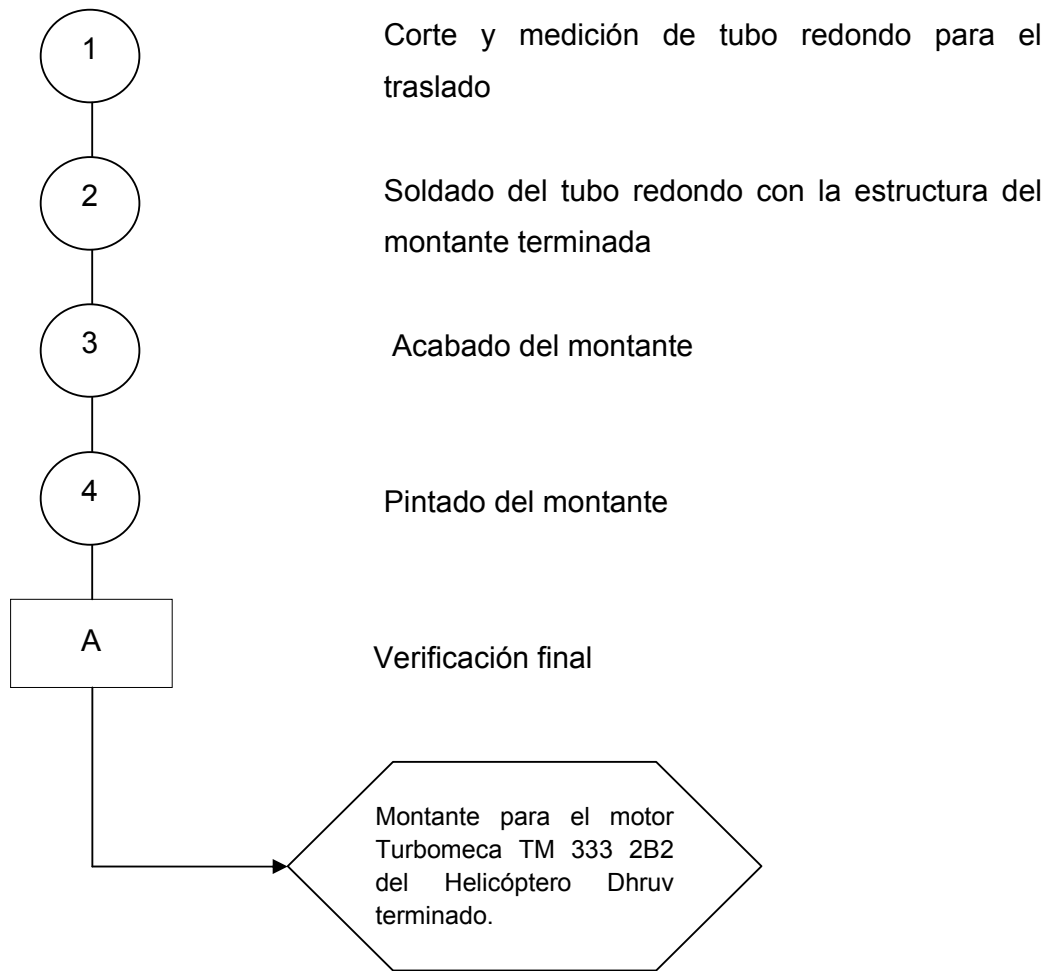 1
Corte y medición de tubo redondo para el
traslado
2
Soldado del tubo redondo con la estructura del
montante terminada
3
Acabado del montante
4
Pintado del montante
A
Verificación final
Montante para el motor
Turbomeca TM 333 2B2
del Helicóptero Dhruv
terminado.